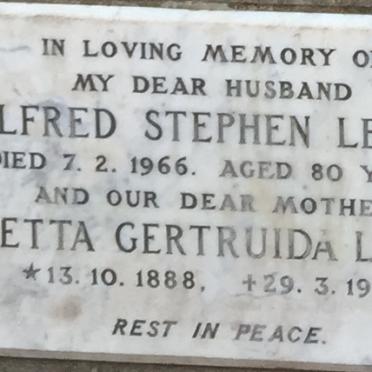 IN LOVING MEMORY O
MY DEAR HUSBAND
LFRED STEPHEN LE
DIED 7. 2. 1966. AGED 80 Y
AND OUR DEAR MOTHE
ETTA GERTRUIDA L
*13. 10. 1888, +29. 3. 19
REST IN PEACE.